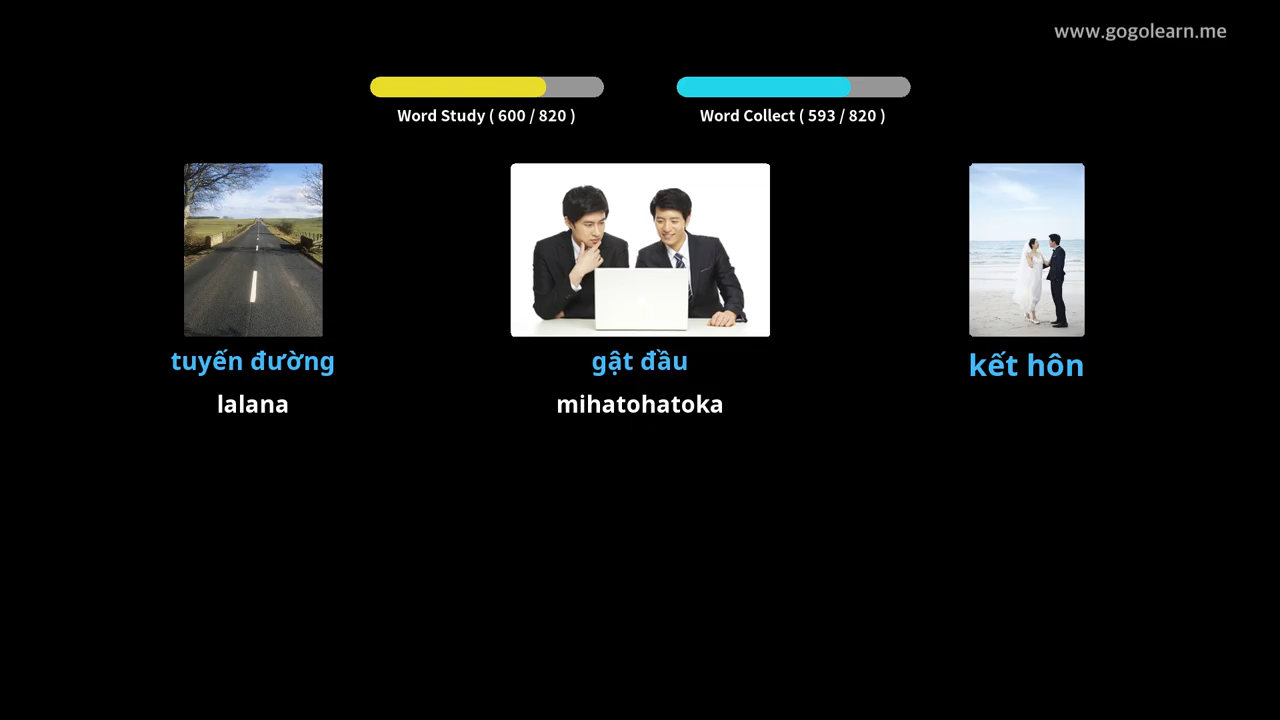 www.gogolearn.me
Word Study ( 600 / 820 )
Word Collect ( 593 / 820 )
tuyến đường
gật đầu
kết hôn
lalana
mihatohatoka